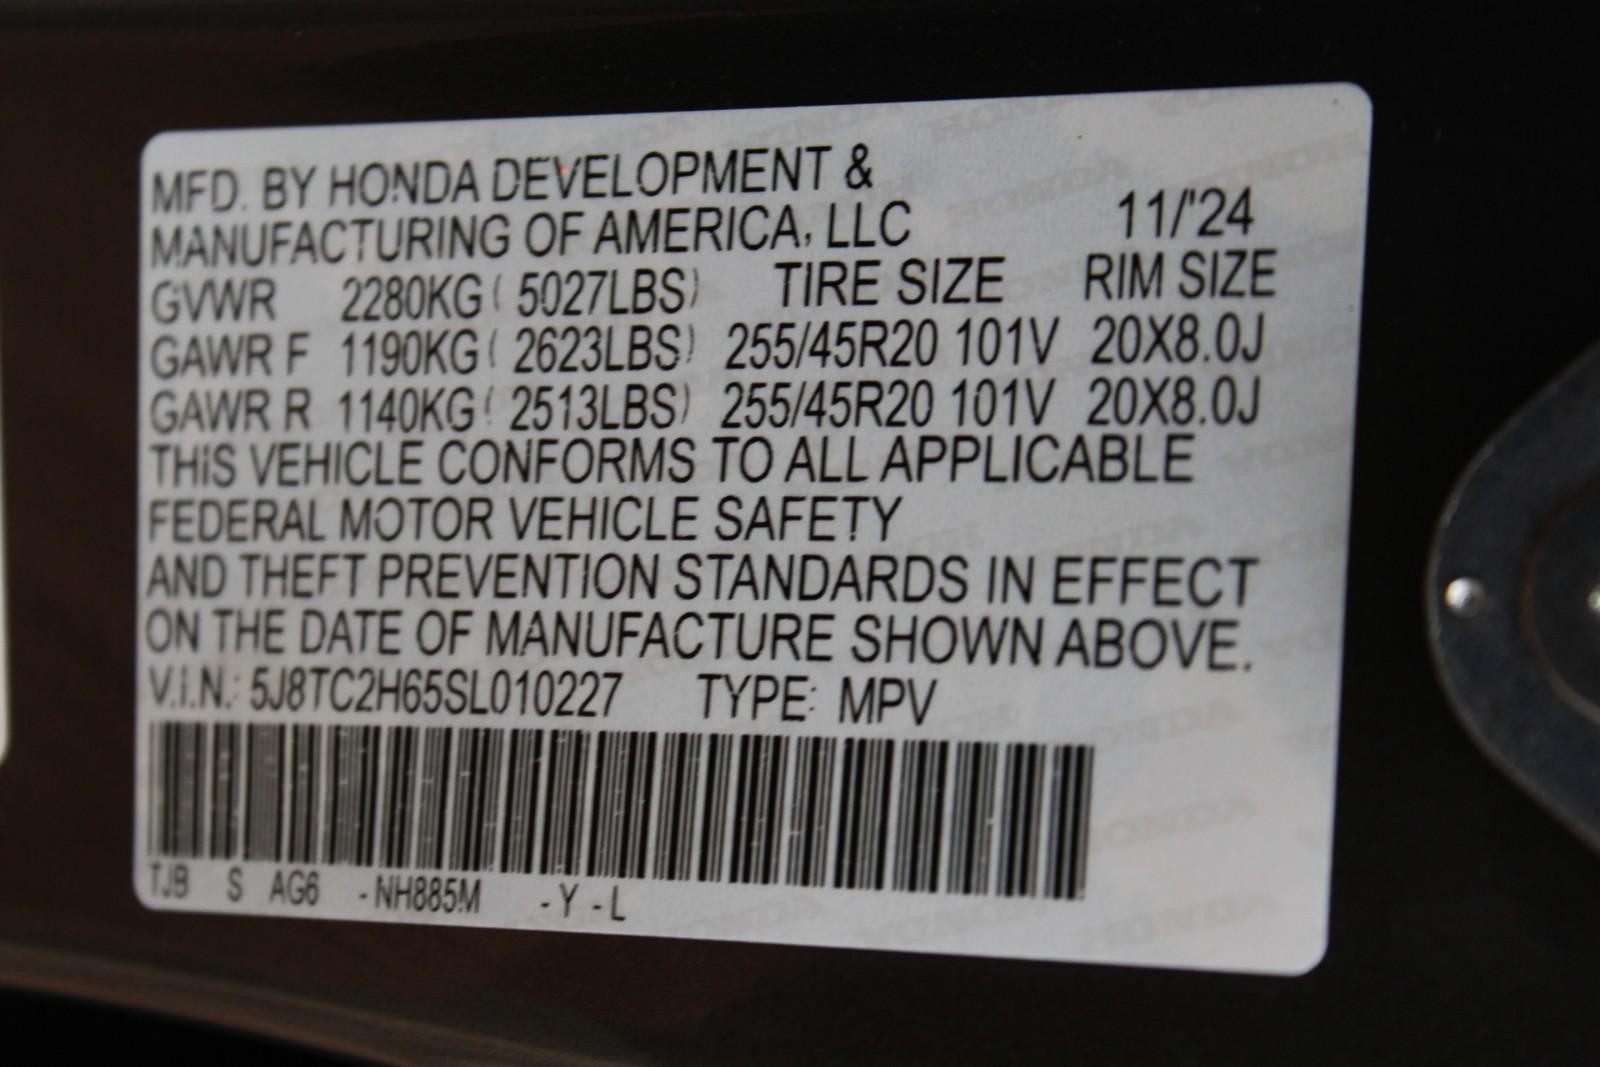 MFD. BY HONDA DEVELOPMENT &
MANUFACTURING OF AMERICA, LLC 11/'24
GVWR 2280KG ( 5027LBS) TIRE SIZE RIM SIZE
GAWR F 1190KG ( 2623LBS) 255/45R20 101V 20X8.0J
GAWR R 1140KG ( 2513LBS) 255/45R20 101V 20X8.0J
THIS VEHICLE CONFORMS TO ALL APPLICABLE
FEDERAL MOTOR VEHICLE SAFETY
AND THEFT PREVENTION STANDARDS IN EFFECT
ON THE DATE OF MANUFACTURE SHOWN ABOVE.
V.I.N.: 5J8TC2H65SL010227 TYPE: MPV
TJB S AG6 -NH885M -Y-L